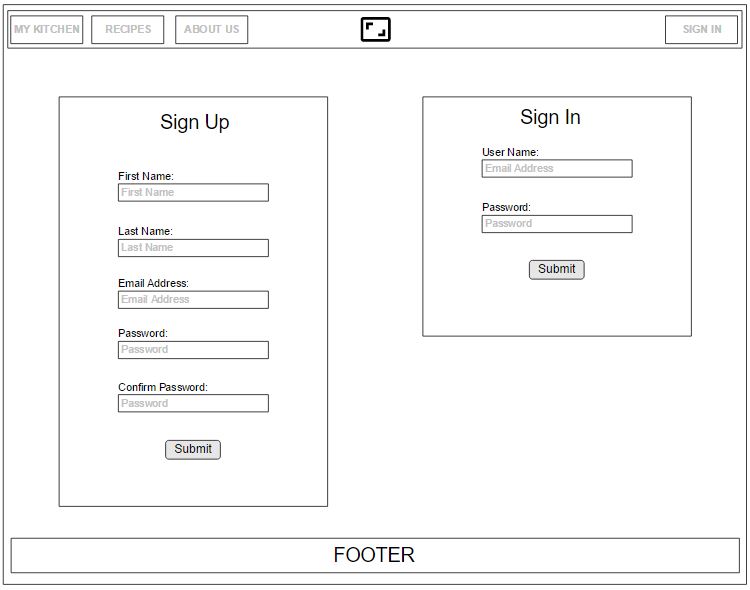 MY KITCHEN
RECIPES
ABOUT US
SIGN IN
Sign Up
First Name:
First Name
Last Name:
Last Name
Email Address:
Email Address
Password:
Password
Confirm Password:
Password
Submit
Sign In
User Name:
Email Address
Password:
Password
Submit
FOOTER